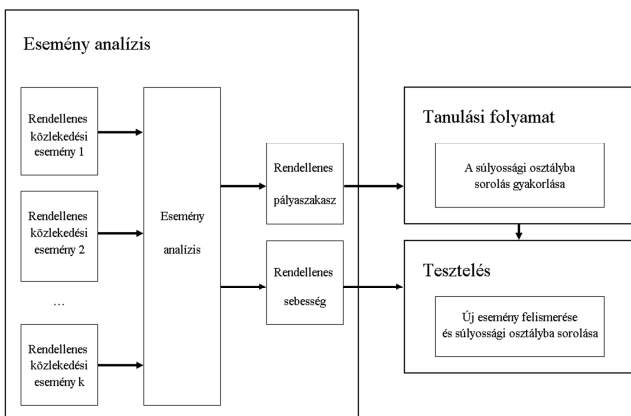 Esemény analízis
Rendellenes
közlekedési
esemény 1
Rendellenes
közlekedési
esemény 2
...
Rendellenes
közlekedési
esemény k
Esemény
analízis
Rendellenes
pályaszakasz
Rendellenes
sebesség
Tanulási folyamat
A súlyossági osztályba
sorolás gyakorlása
Tesztelés
Új esemény felismerése
és súlyossági osztályba sorolása